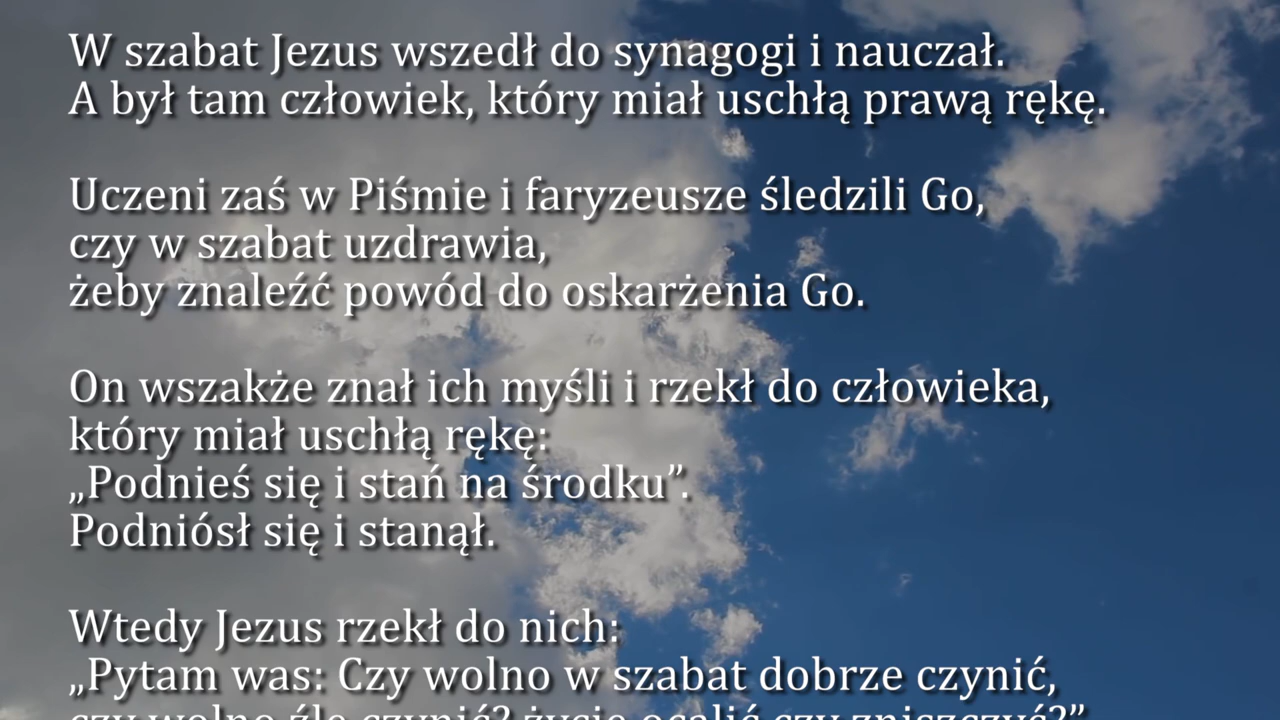 W szabat Jezus wszedł do synagogi i nauczał.
A był tam człowiek, który miał uschłą prawą rękę.
Uczeni zaś w Piśmie i faryzeusze śledzili Go,
czy w szabat uzdrawia,
żeby znaleźć powód do oskarżenia Go.
On wszakże znał ich myśli i rzekł do człowieka,
który miał uschłą rękę:
„Podnieś się i stań na środku”.
Podniósł się i stanął.
Wtedy Jezus rzekł do nich:
„Pytam was: Czy wolno w szabat dobrze czynić,
czy wolno źle czynić? życie ocalić czy zniszczyć?”